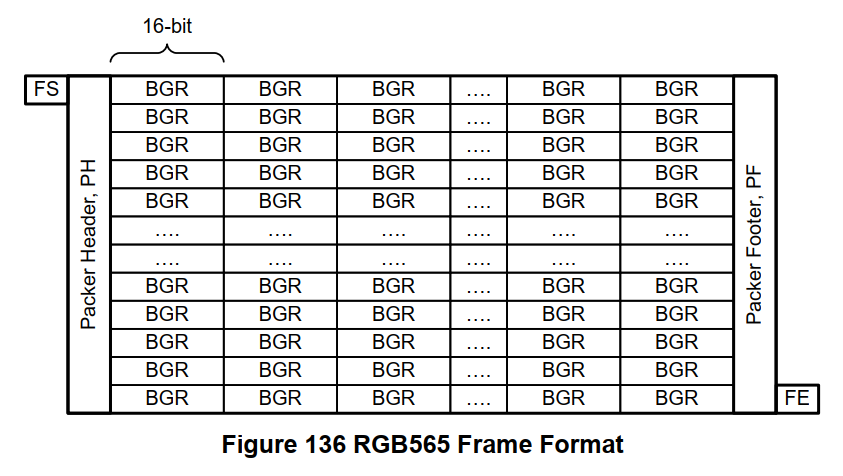 16-bit
FS BGR BGR BGR .... BGR BGR
BGR BGR BGR .... BGR BGR
BGR BGR BGR .... BGR BGR
BGR BGR BGR .... BGR BGR
BGR BGR BGR .... BGR BGR
.... .... .... .... .... ....
.... .... .... .... .... ....
BGR BGR BGR .... BGR BGR
BGR BGR BGR .... BGR BGR
BGR BGR BGR .... BGR BGR
BGR BGR BGR .... BGR BGR
BGR BGR BGR .... BGR BGR FE
Packer Header, PH
Packer Footer, PF
Figure 136 RGB565 Frame Format